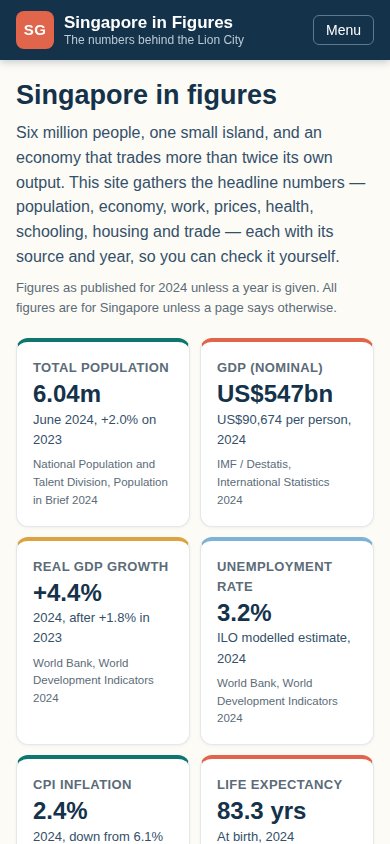 SG
Singapore in Figures
The numbers behind the Lion City
Menu
Singapore in figures
Six million people, one small island, and an
economy that trades more than twice its own
output. This site gathers the headline numbers —
population, economy, work, prices, health,
schooling, housing and trade — each with its
source and year, so you can check it yourself.
Figures as published for 2024 unless a year is given. All
figures are for Singapore unless a page says otherwise.
TOTAL POPULATION
6.04m
June 2024, +2.0% on
2023
National Population and
Talent Division, Population
in Brief 2024
GDP (NOMINAL)
US$547bn
US$90,674 per person,
2024
IMF / Destatis,
International Statistics
2024
REAL GDP GROWTH
+4.4%
2024, after +1.8% in
2023
World Bank, World
Development Indicators
2024
UNEMPLOYMENT
RATE
3.2%
ILO modelled estimate,
2024
World Bank, World
Development Indicators
2024
CPI INFLATION
2.4%
2024, down from 6.1%
LIFE EXPECTANCY
83.3 yrs
At birth, 2024